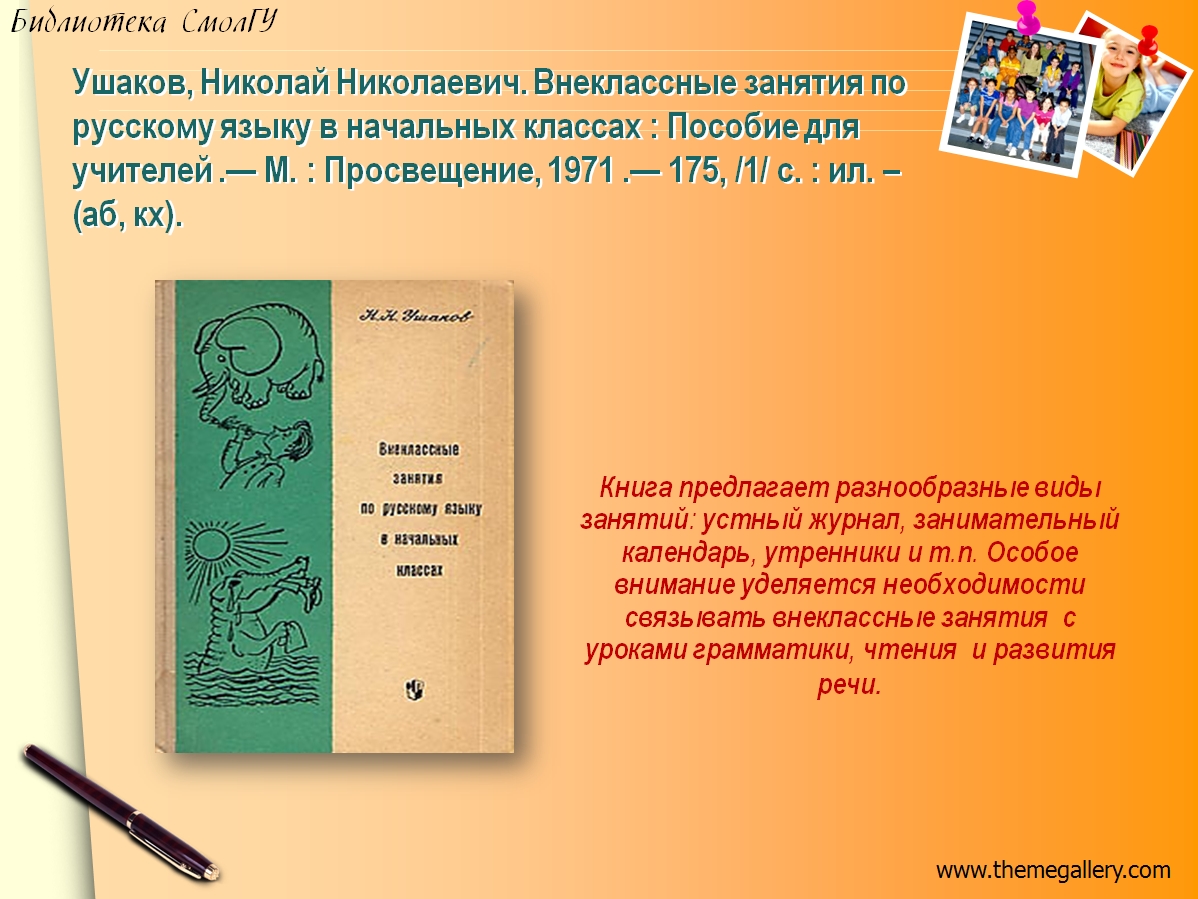 Библиотека СмолГУ
Ушаков, Николай Николаевич. Внеклассные занятия по
русскому языку в начальных классах : Пособие для
учителей .— М. : Просвещение, 1971 .— 175, /1/ с. : ил. –
(аб, кх).
Н.Н. Ушаков
Внеклассные
занятия
по русскому языку
в начальных
классах
Книга предлагает разнообразные виды
занятий: устный журнал, занимательный
календарь, утренники и т.п. Особое
внимание уделяется необходимости
связывать внеклассные занятия с
уроками грамматики, чтения и развития
речи.
www.themegallery.com